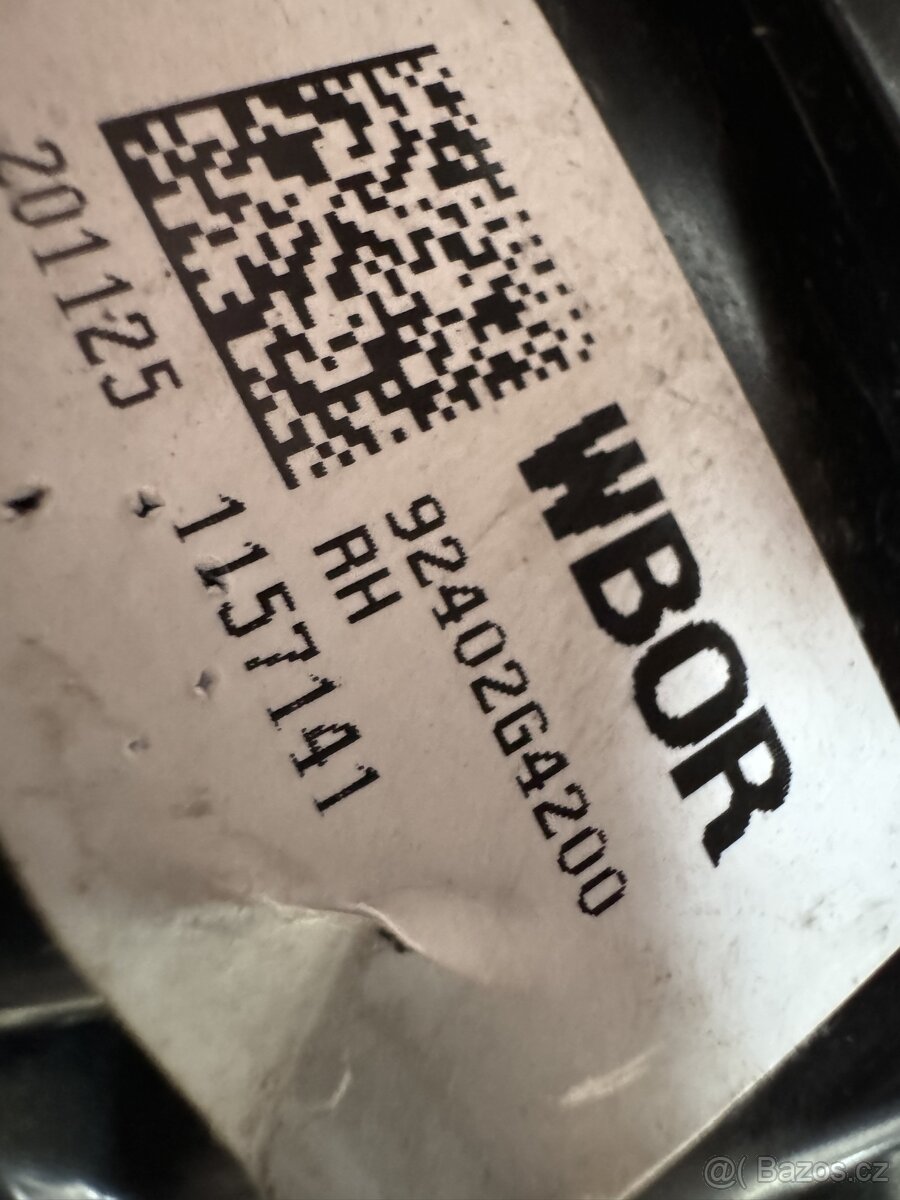 WBOR
92402G4200
RH
1157141
201125
@( Bazos.cz